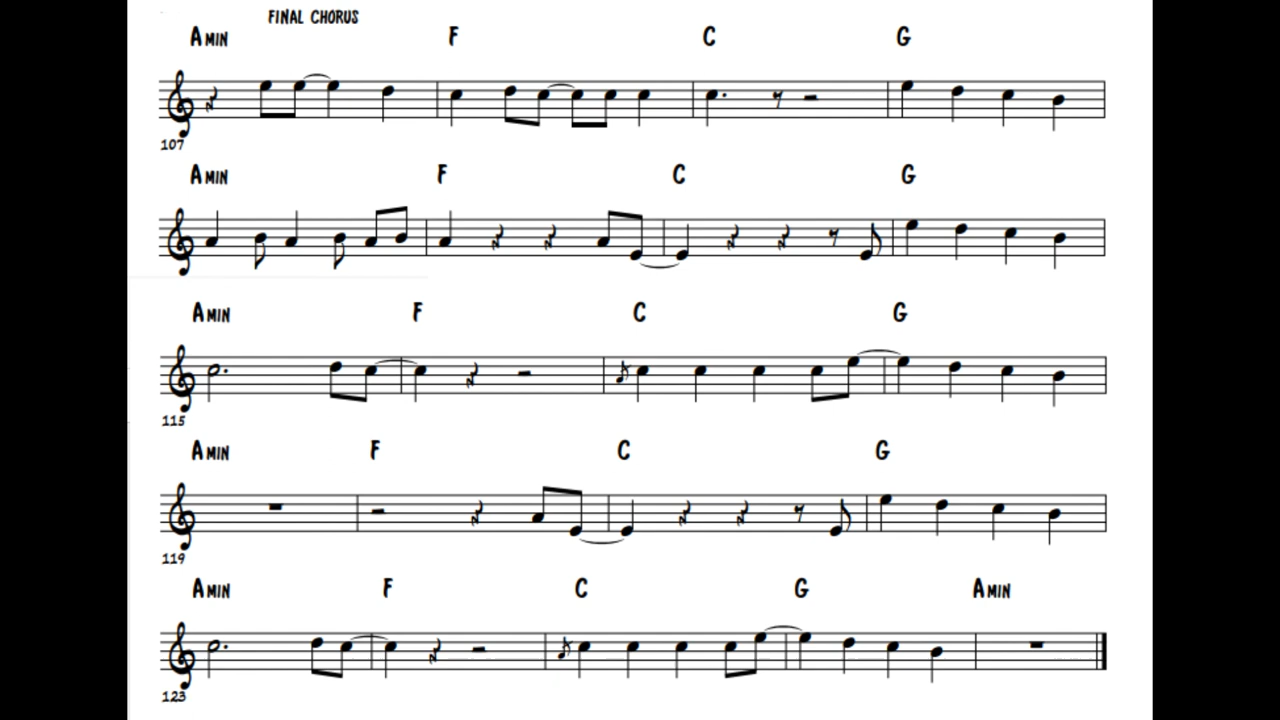 FINAL CHORUS
AMIN F C G
107
AMIN F C G
AMIN F C G
115
AMIN F C G
119
AMIN F C G AMIN
123